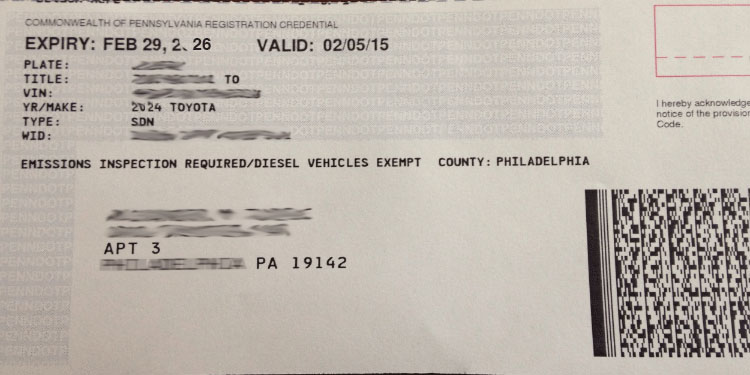 COMMONWEALTH OF PENNSYLVANIA REGISTRATION CREDENTIAL
EXPIRY: FEB 29, 2. 26 VALID: 02/05/15
PLATE:
TITLE: TO
VIN:
YR/MAKE: 2024 TOYOTA
TYPE: SDN
WID:
EMISSIONS INSPECTION REQUIRED/DIESEL VEHICLES EXEMPT COUNTY: PHILADELPHIA
APT 3
PHILADELPHIA PA 19142
I hereby acknowledge
notice of the provision
Code.